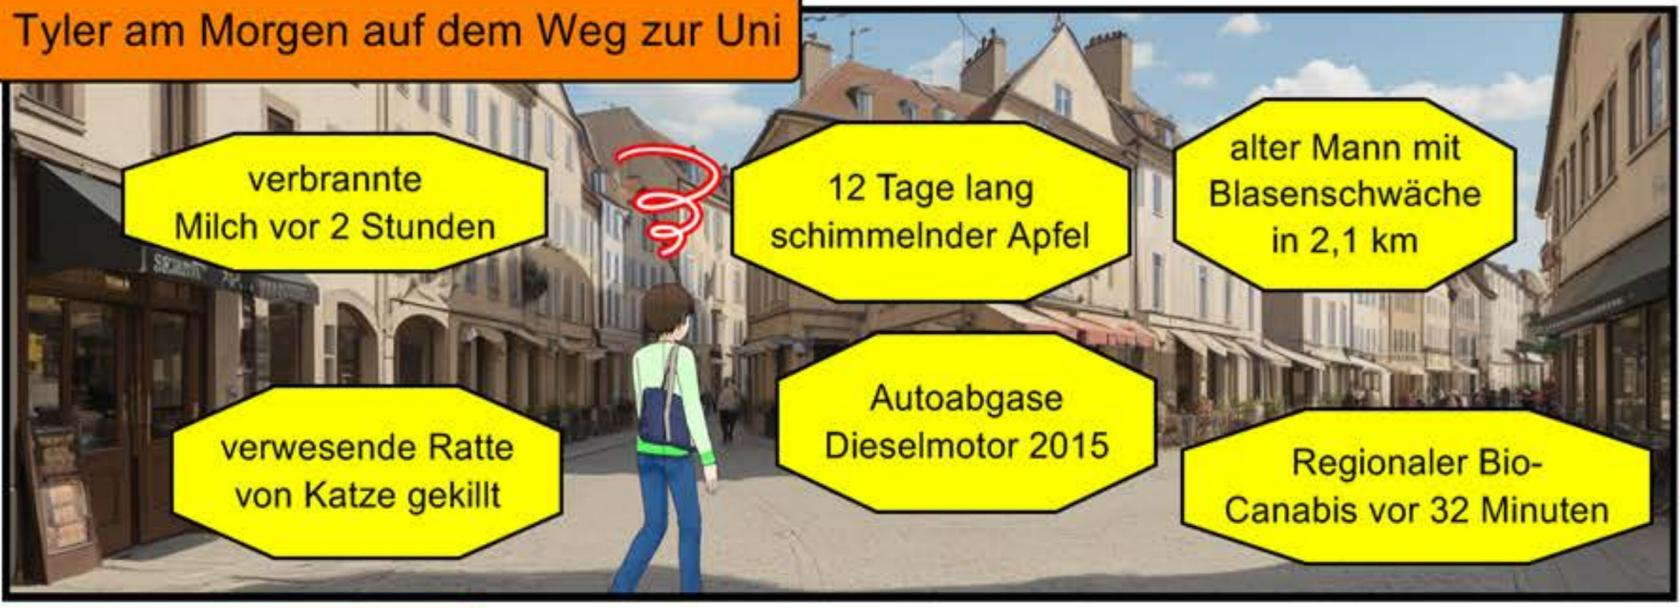 Tyler am Morgen auf dem Weg zur Uni
verbrannte
Milch vor 2 Stunden
12 Tage lang
schimmelnder Apfel
alter Mann mit
Blasenschwäche
in 2,1 km
verwesende Ratte
von Katze gekillt
Autoabgase
Dieselmotor 2015
Regionaler Bio-
Canabis vor 32 Minuten